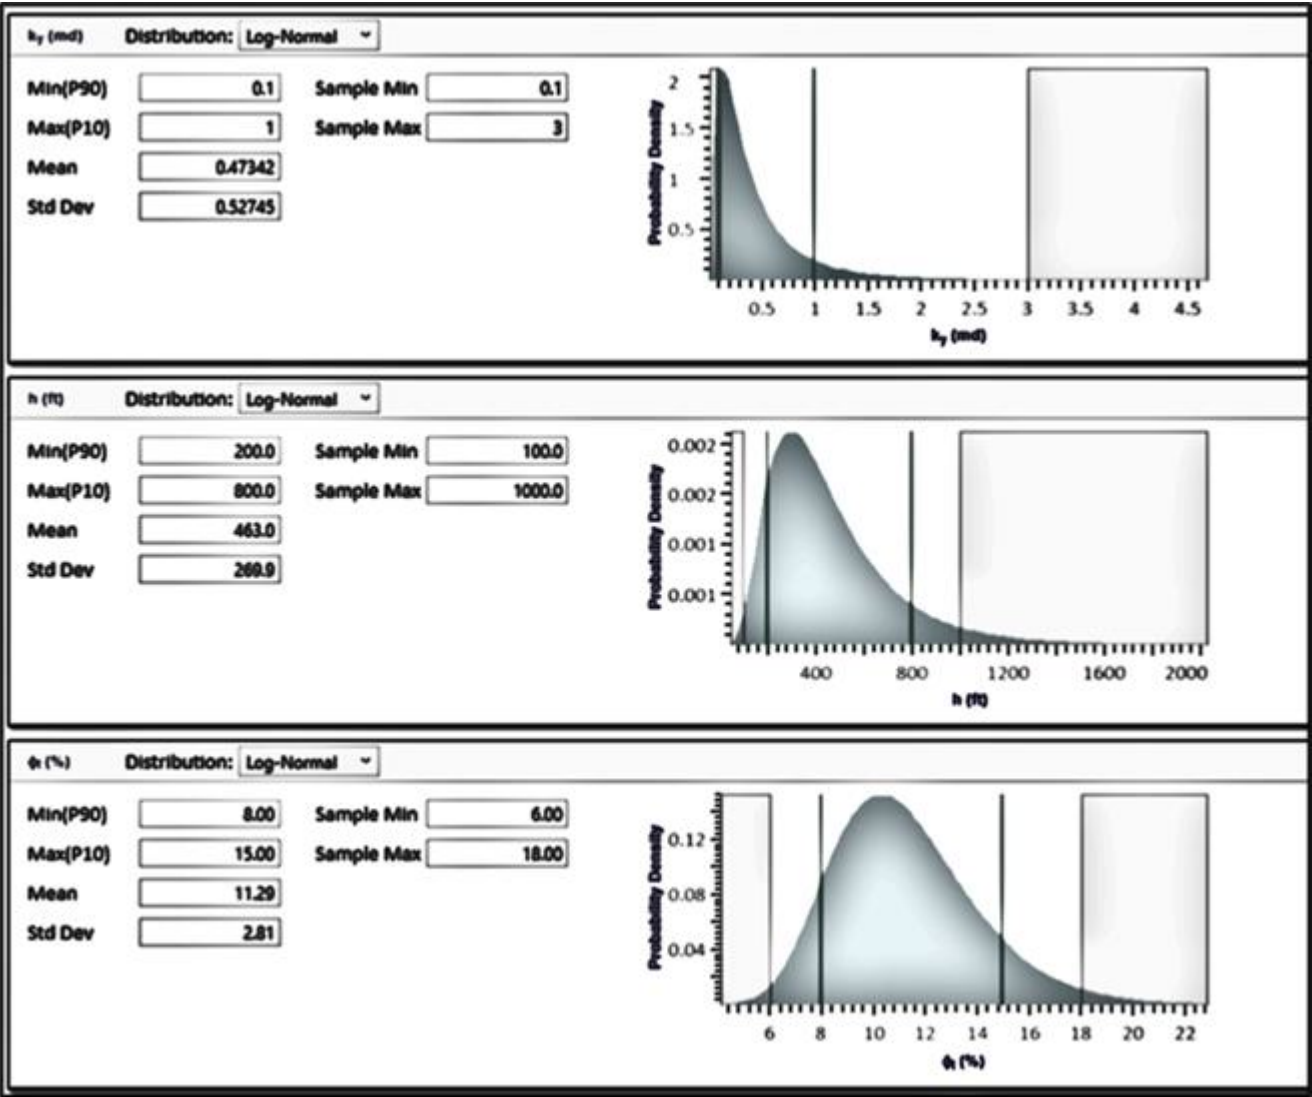 ky (md) Distribution: Log-Normal
Min(P90) 0.1 Sample Min 0.1
Max(P10) 1 Sample Max 3
Mean 0.47342
Std Dev 0.52745
Probability Density
2
1.5
1
0.5
0.5 1 1.5 2 2.5 3 3.5 4 4.5
ky (md)
h (ft) Distribution: Log-Normal
Min(P90) 200.0 Sample Min 100.0
Max(P10) 800.0 Sample Max 1000.0
Mean 463.0
Std Dev 269.9
Probability Density
0.002
0.002
0.001
0.001
400 800 1200 1600 2000
h (ft)
ϕt (%) Distribution: Log-Normal
Min(P90) 8.00 Sample Min 6.00
Max(P10) 15.00 Sample Max 18.00
Mean 11.29
Std Dev 2.81
Probability Density
0.12
0.08
0.04
6 8 10 12 14 16 18 20 22
ϕt (%)